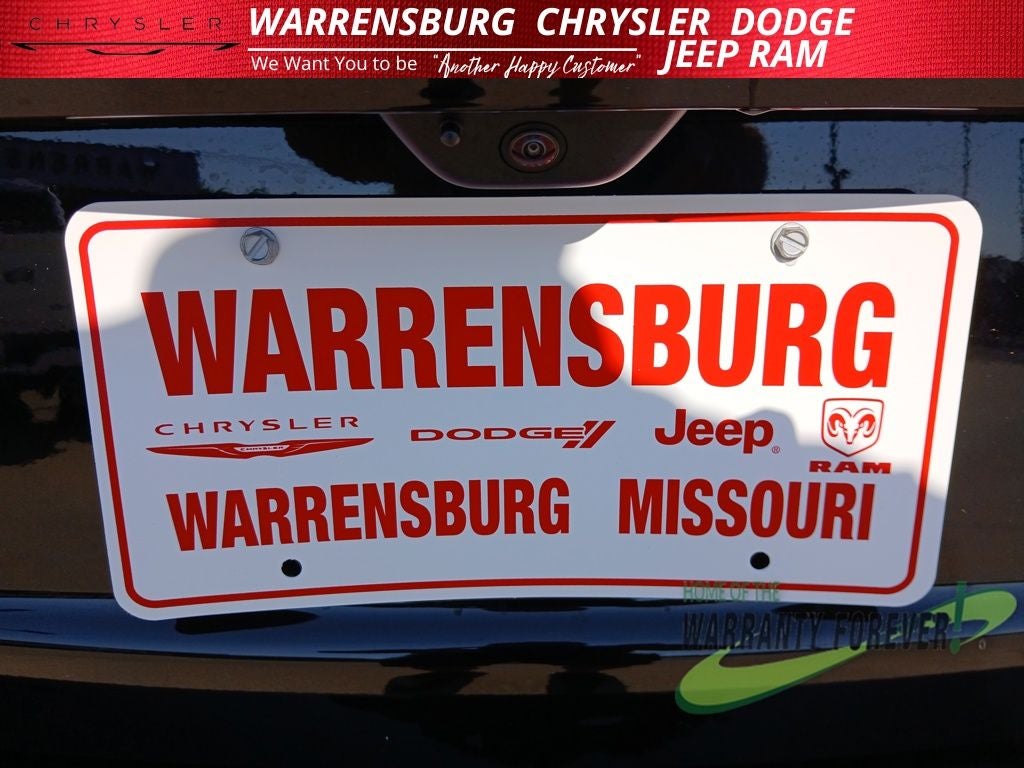 CHRYSLER
WARRENSBURG CHRYSLER DODGE
JEEP RAM
We Want You to be "Another Happy Customer"
WARRENSBURG
CHRYSLER
CHRYSLER
DODGE
Jeep®
RAM
WARRENSBURG MISSOURI
HOME OF THE
WARRANTY FOREVER!